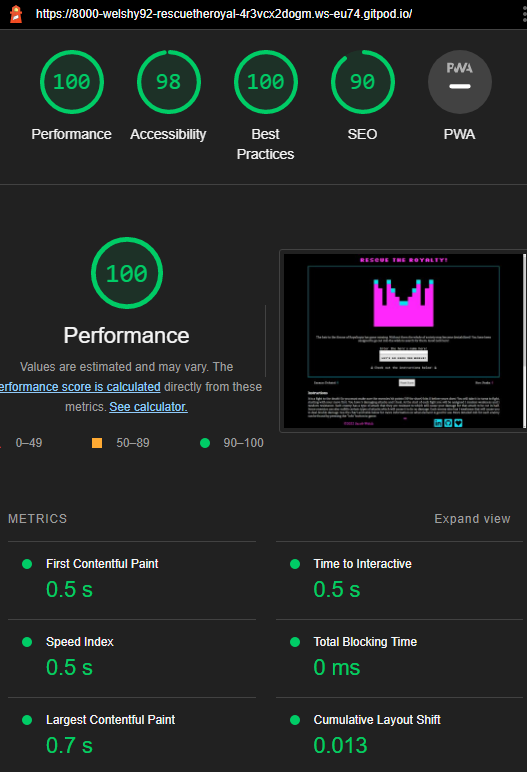 https://8000-welshy92-rescuetheroyal-4r3vcx2dogm.ws-eu74.gitpod.io/
100 98 100 90 PWA
Performance Accessibility Best Practices SEO PWA
100
Performance
Values are estimated and may vary. The
erformance score is calculated directly from these
metrics. See calculator.
0–49 50–89 90–100
RESCUE THE ROYALTY!
Instructions
METRICS Expand view
First Contentful Paint Time to Interactive
0.5 s 0.5 s
Speed Index Total Blocking Time
0.5 s 0 ms
Largest Contentful Paint Cumulative Layout Shift
0.7 s 0.013